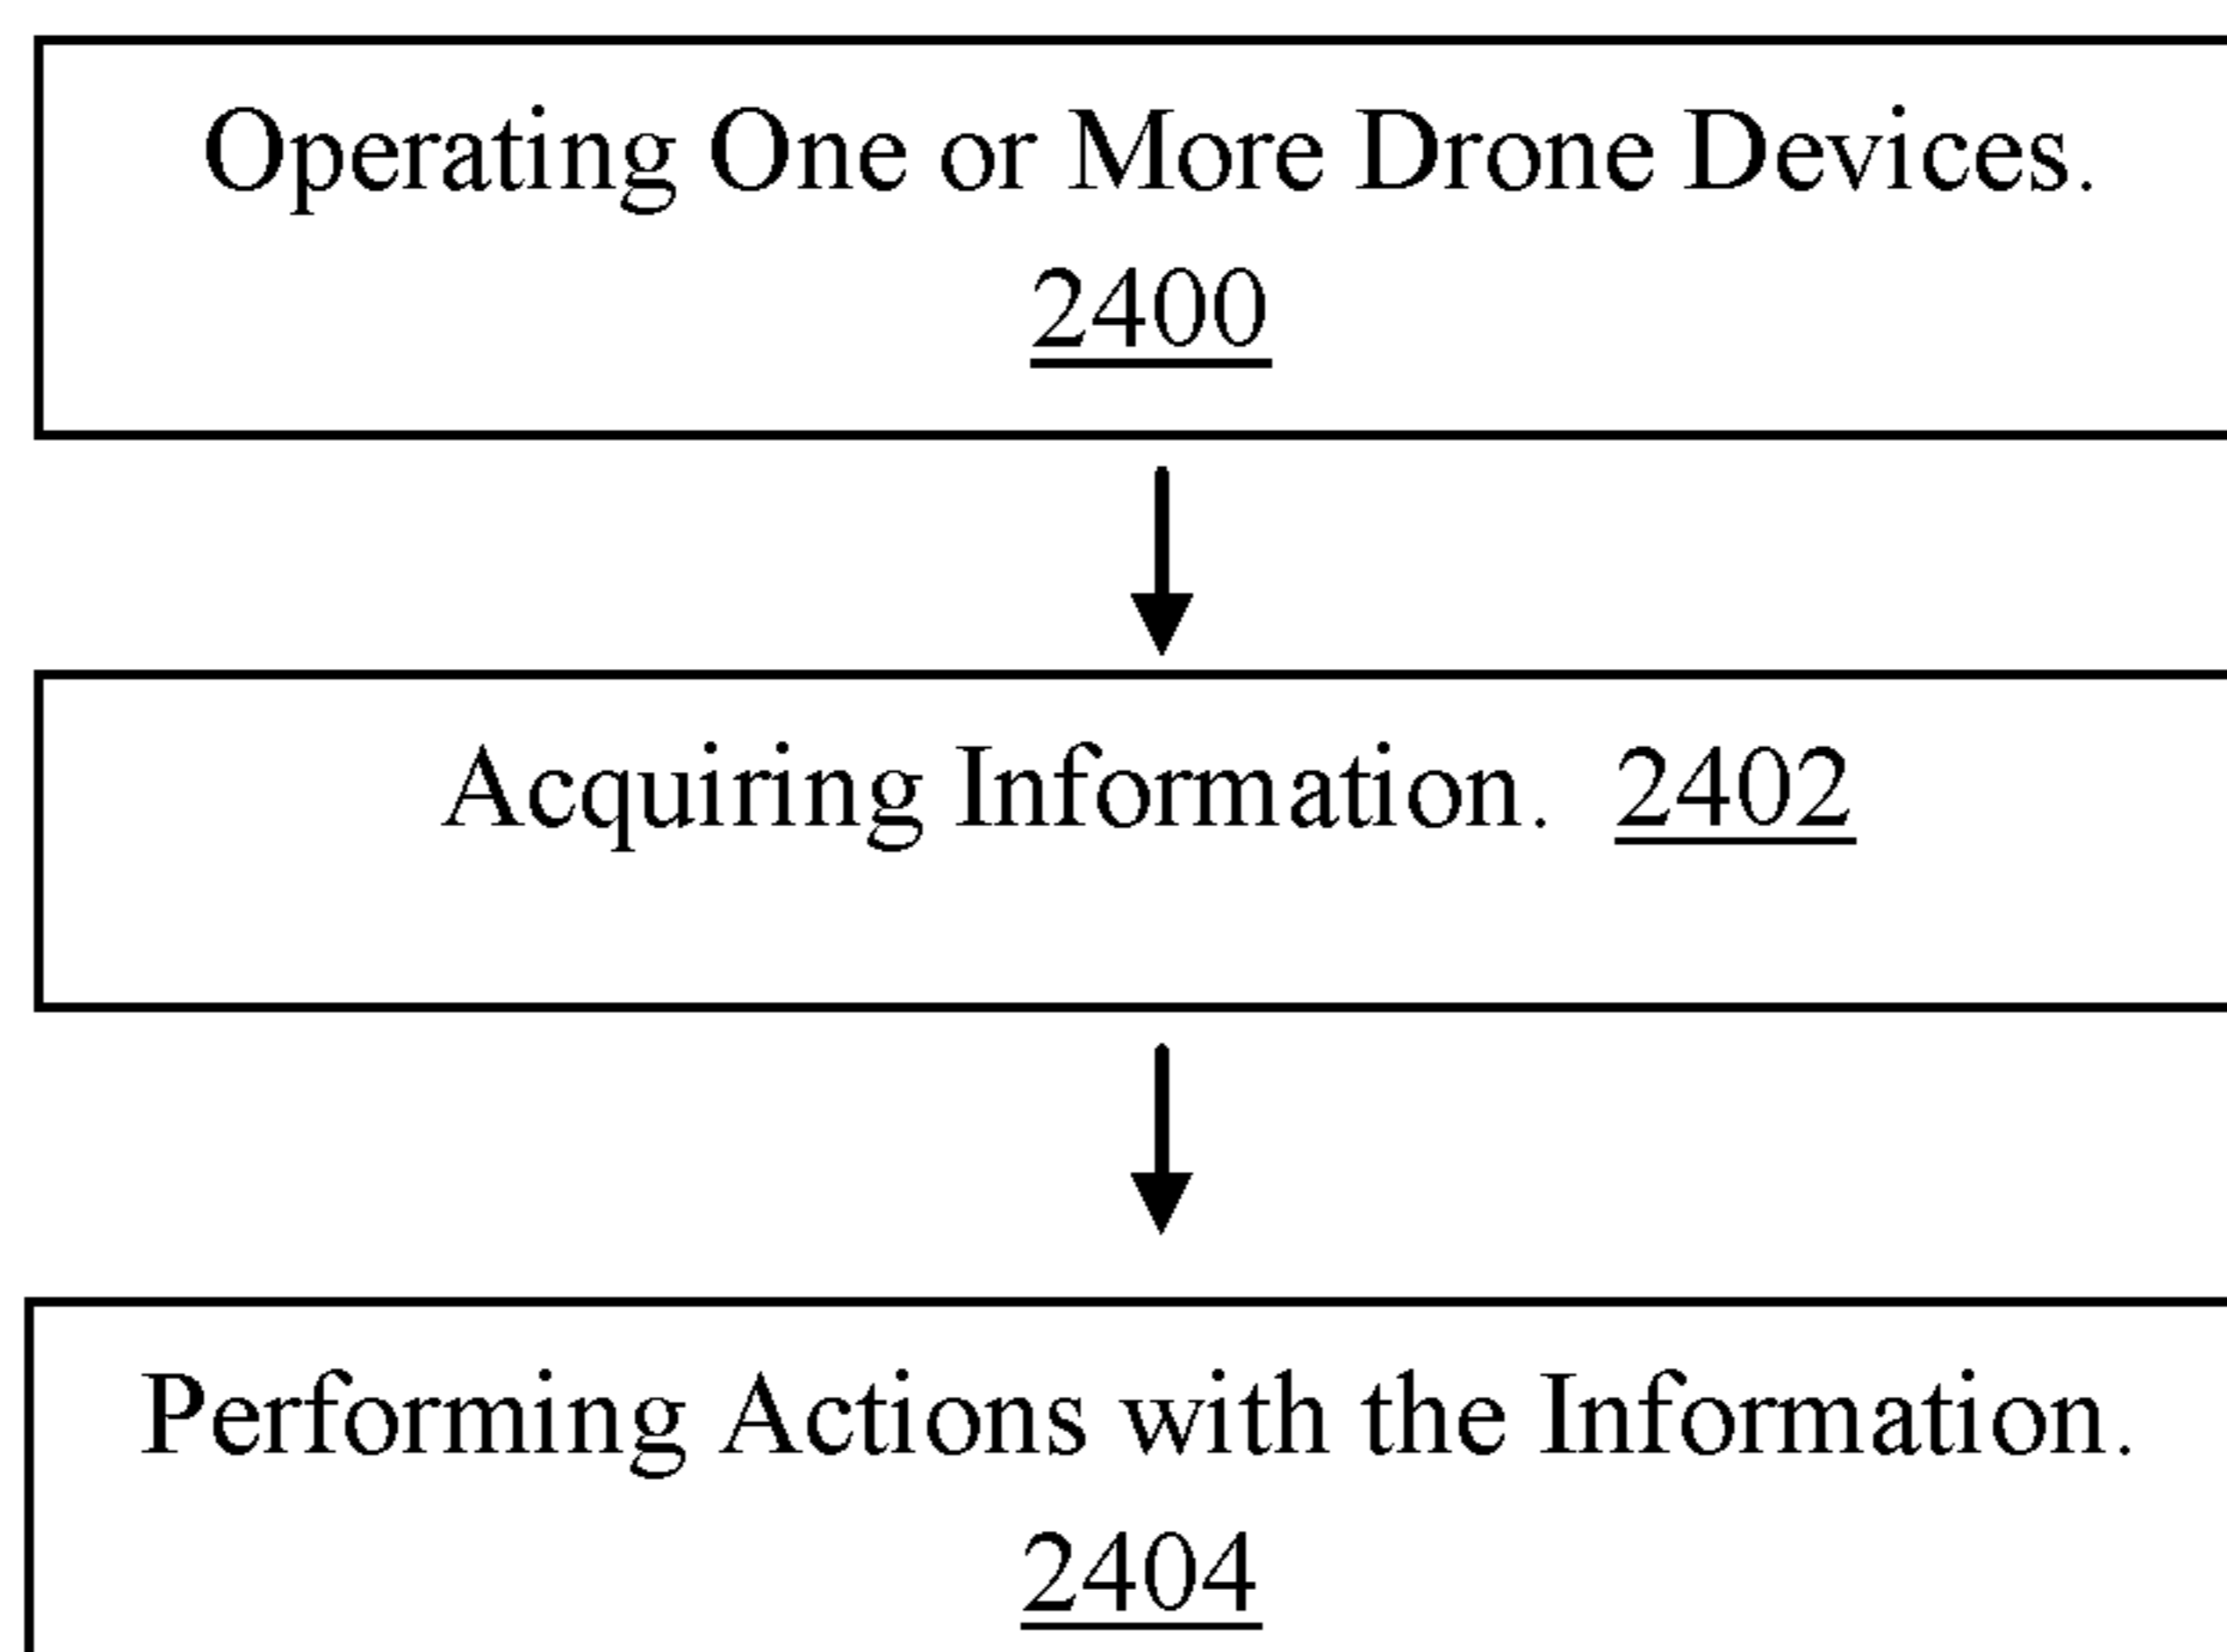 Operating One or More Drone Devices.
2400
Acquiring Information. 2402
Performing Actions with the Information.
2404